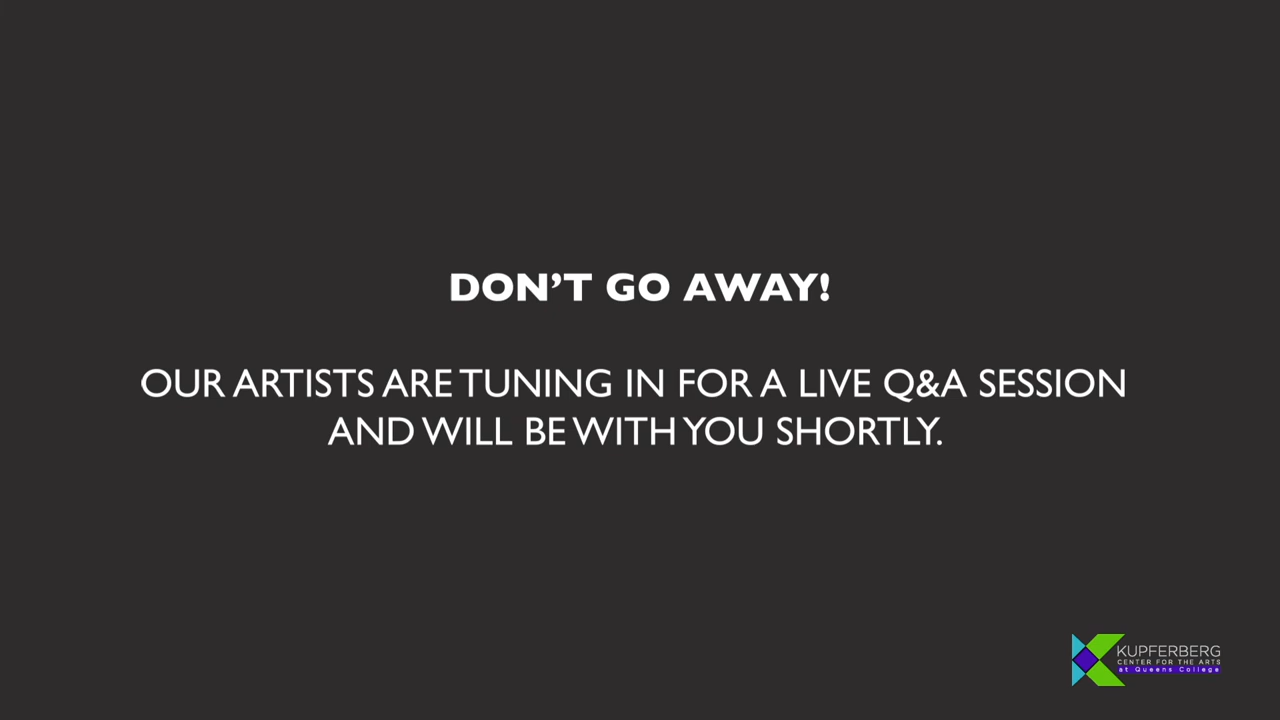 DON’T GO AWAY!
OUR ARTISTS ARE TUNING IN FOR A LIVE Q&A SESSION
AND WILL BE WITH YOU SHORTLY.
KUPFERBERG
CENTER FOR THE ARTS
at Queens College